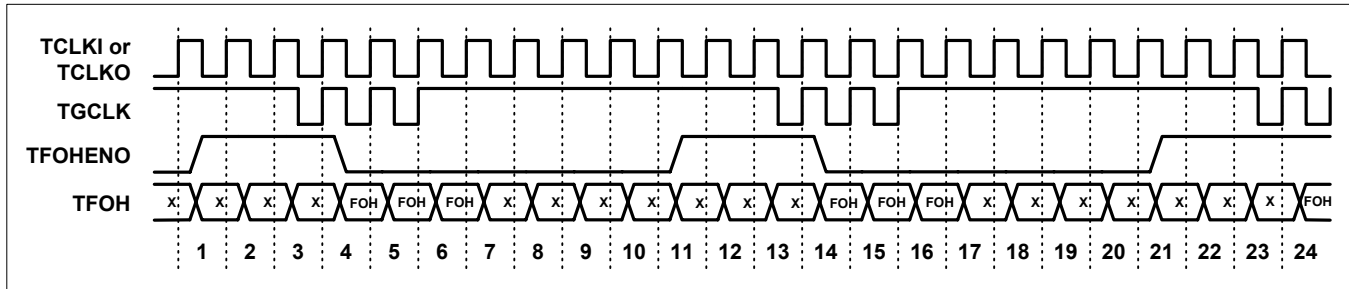 TCLKI or
TCLKO
TGCLK
TFOHENO
TFOH X X X X FOH FOH FOH X X X X X X X FOH FOH FOH X X X X X X X FOH
1 2 3 4 5 6 7 8 9 10 11 12 13 14 15 16 17 18 19 20 21 22 23 24